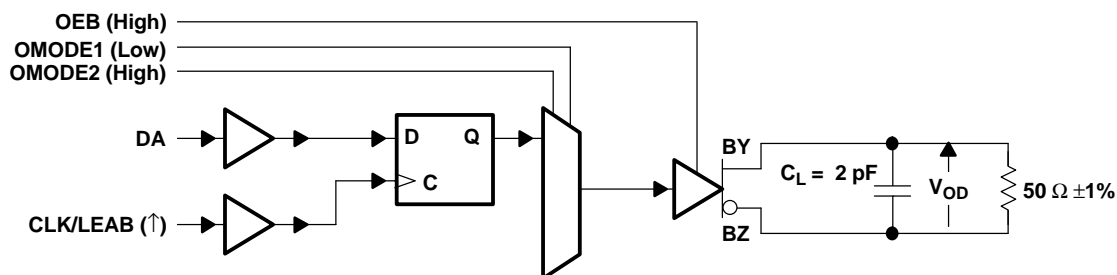 OEB (High)
OMODE1 (Low)
OMODE2 (High)
DA
D
Q
C
CLK/LEAB (↑)
BY
BZ
C_L = 2 pF
V_OD
50 Ω ±1%